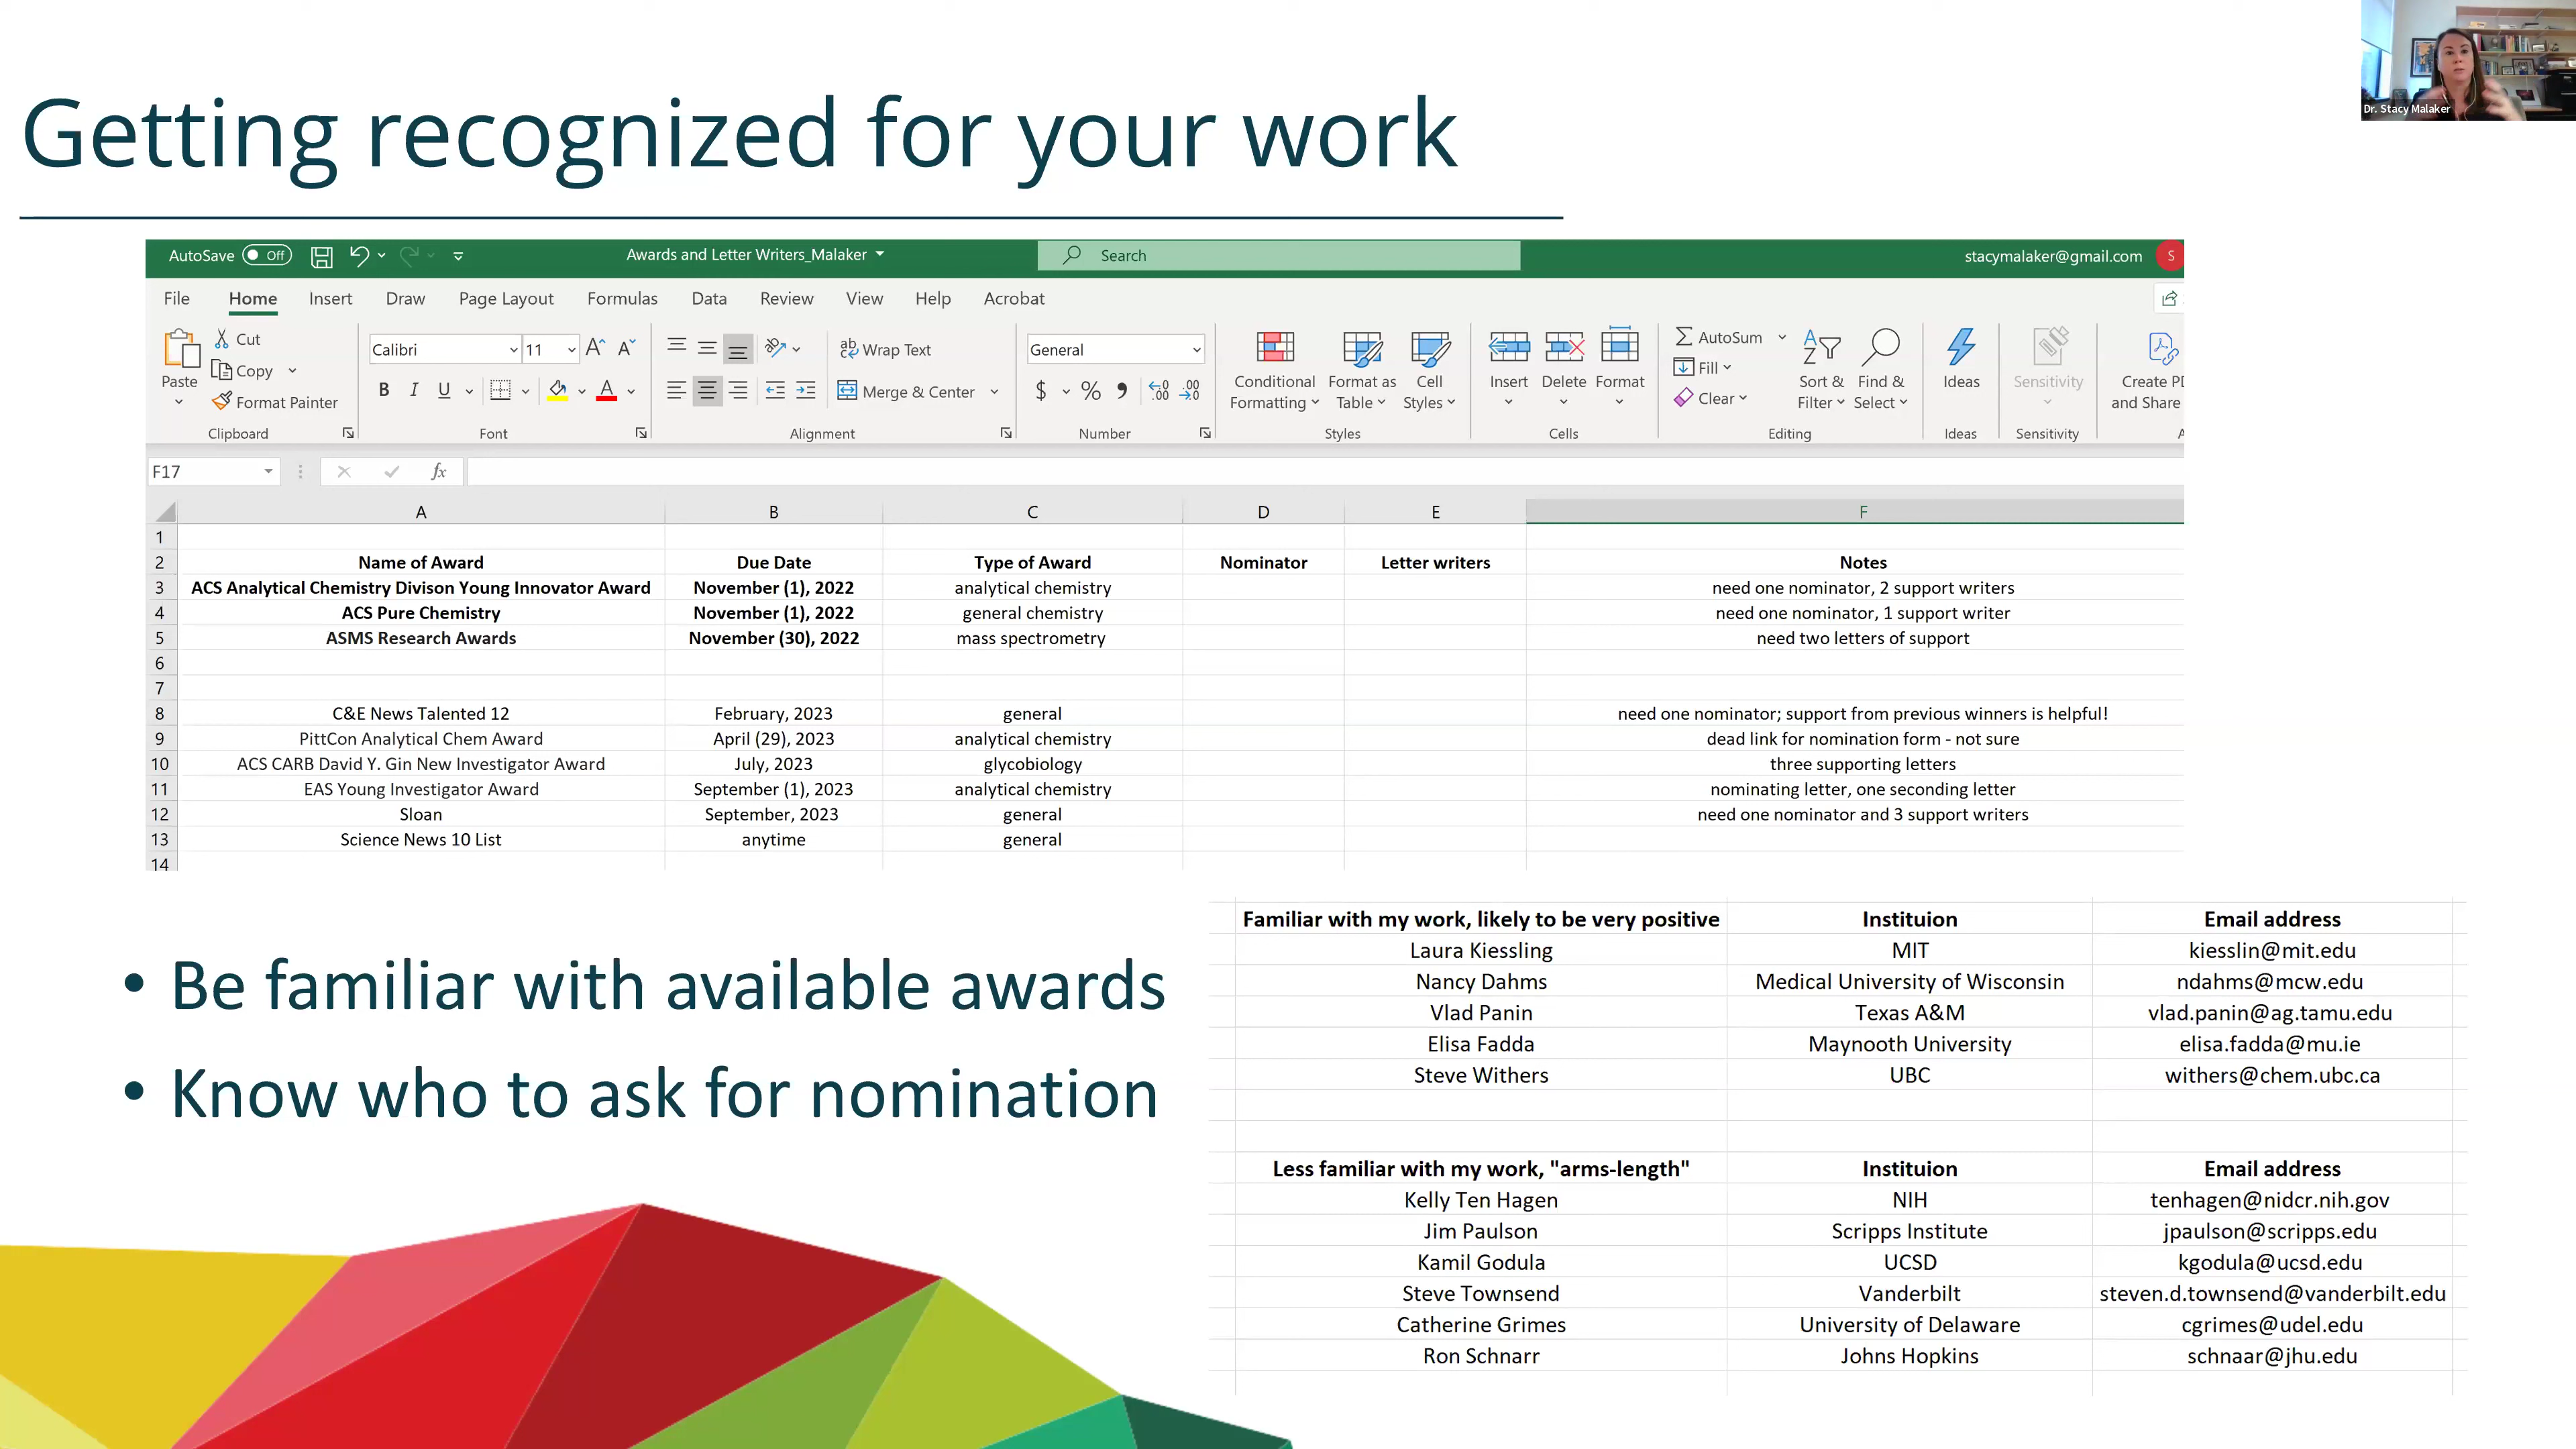 Getting recognized for your work
Dr. Stacy Malaker
AutoSave Off Awards and Letter Writers_Malaker Search stacymalaker@gmail.com S
File Home Insert Draw Page Layout Formulas Data Review View Help Acrobat
Paste Cut Copy Format Painter Clipboard
Calibri 11 B I U Font
Wrap Text Merge & Center Alignment
General $ % Number
Conditional Formatting Format as Table Cell Styles Styles
Insert Delete Format Cells
AutoSum Fill Clear Sort & Filter Find & Select Editing
Ideas Ideas
Sensitivity Sensitivity
Create and Share
F17 fx
A B C D E F
1
2 Name of Award Due Date Type of Award Nominator Letter writers Notes
3 ACS Analytical Chemistry Divison Young Innovator Award November (1), 2022 analytical chemistry need one nominator, 2 support writers
4 ACS Pure Chemistry November (1), 2022 general chemistry need one nominator, 1 support writer
5 ASMS Research Awards November (30), 2022 mass spectrometry need two letters of support
6
7
8 C&E News Talented 12 February, 2023 general need one nominator; support from previous winners is helpful!
9 PittCon Analytical Chem Award April (29), 2023 analytical chemistry dead link for nomination form - not sure
10 ACS CARB David Y. Gin New Investigator Award July, 2023 glycobiology three supporting letters
11 EAS Young Investigator Award September (1), 2023 analytical chemistry nominating letter, one seconding letter
12 Sloan September, 2023 general need one nominator and 3 support writers
13 Science News 10 List anytime general
14
• Be familiar with available awards
• Know who to ask for nomination
Familiar with my work, likely to be very positive Instituion Email address
Laura Kiessling MIT kiesslin@mit.edu
Nancy Dahms Medical University of Wisconsin ndahms@mcw.edu
Vlad Panin Texas A&M vlad.panin@ag.tamu.edu
Elisa Fadda Maynooth University elisa.fadda@mu.ie
Steve Withers UBC withers@chem.ubc.ca
Less familiar with my work, "arms-length" Instituion Email address
Kelly Ten Hagen NIH tenhagen@nidcr.nih.gov
Jim Paulson Scripps Institute jpaulson@scripps.edu
Kamil Godula UCSD kgodula@ucsd.edu
Steve Townsend Vanderbilt steven.d.townsend@vanderbilt.edu
Catherine Grimes University of Delaware cgrimes@udel.edu
Ron Schnarr Johns Hopkins schnaar@jhu.edu